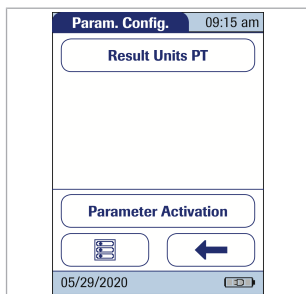 Param. Config. 09:15 am
Result Units PT
Parameter Activation
05/29/2020